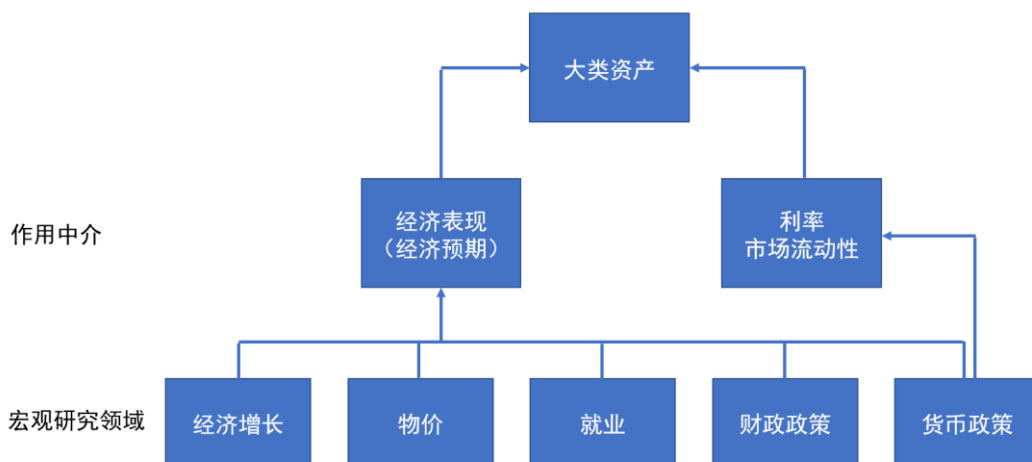 大类资产
作用中介
经济表现
（经济预期）
利率
市场流动性
宏观研究领域
经济增长
物价
就业
财政政策
货币政策